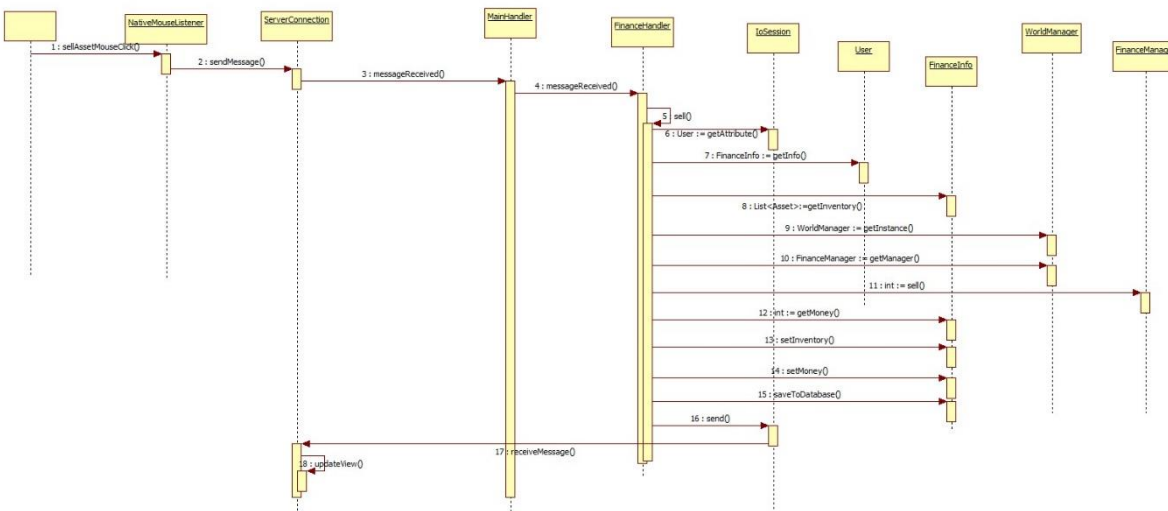 NativeMouseListener
ServerConnection
MainHandler
FinanceHandler
IoSession
User
FinanceInfo
WorldManager
FinanceManag
1 : sellAssetMouseClick()
2 : sendMessage()
3 : messageReceived()
4 : messageReceived()
5 : sell()
6 : User := getAttribute()
7 : FinanceInfo := getInfo()
8 : List<Asset>:=getInventory()
9 : WorldManager := getInstance()
10 : FinanceManager := getManager()
11 : int := sell()
12 : int := getMoney()
13 : setInventory()
14 : setMoney()
15 : saveToDatabase()
16 : send()
17 : receiveMessage()
18 : updateView()